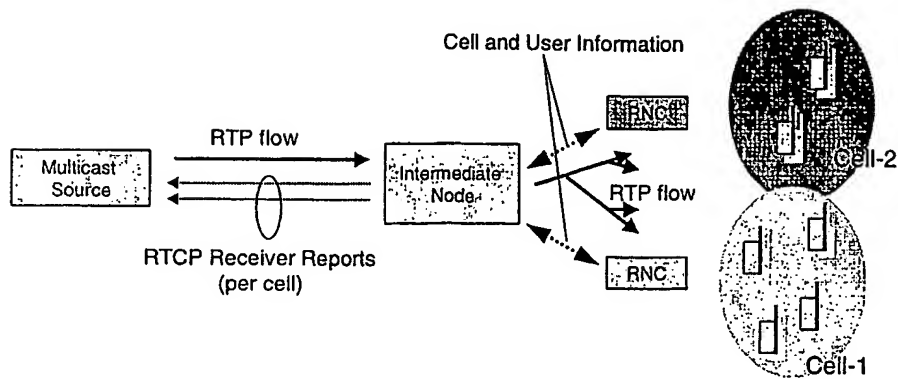 Cell and User Information
RNC
RTP flow
Multicast
Source
Intermediate
Node
Cell-2
RTP flow
RTCP Receiver Reports
(per cell)
RNC
Cell-1